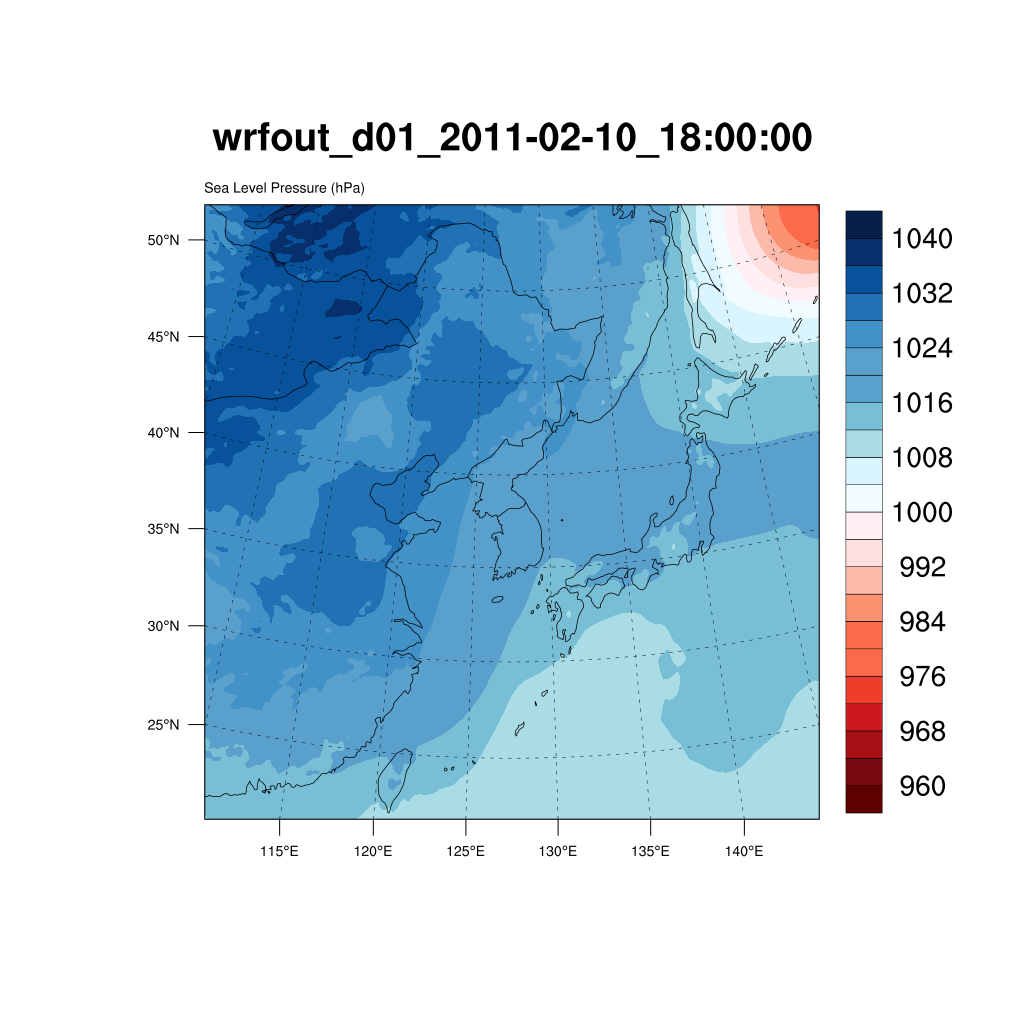 wrfout_d01_2011-02-10_18:00:00
Sea Level Pressure (hPa)
50°N
45°N
40°N
35°N
30°N
25°N
115°E
120°E
125°E
130°E
135°E
140°E
1040
1032
1024
1016
1008
1000
992
984
976
968
960